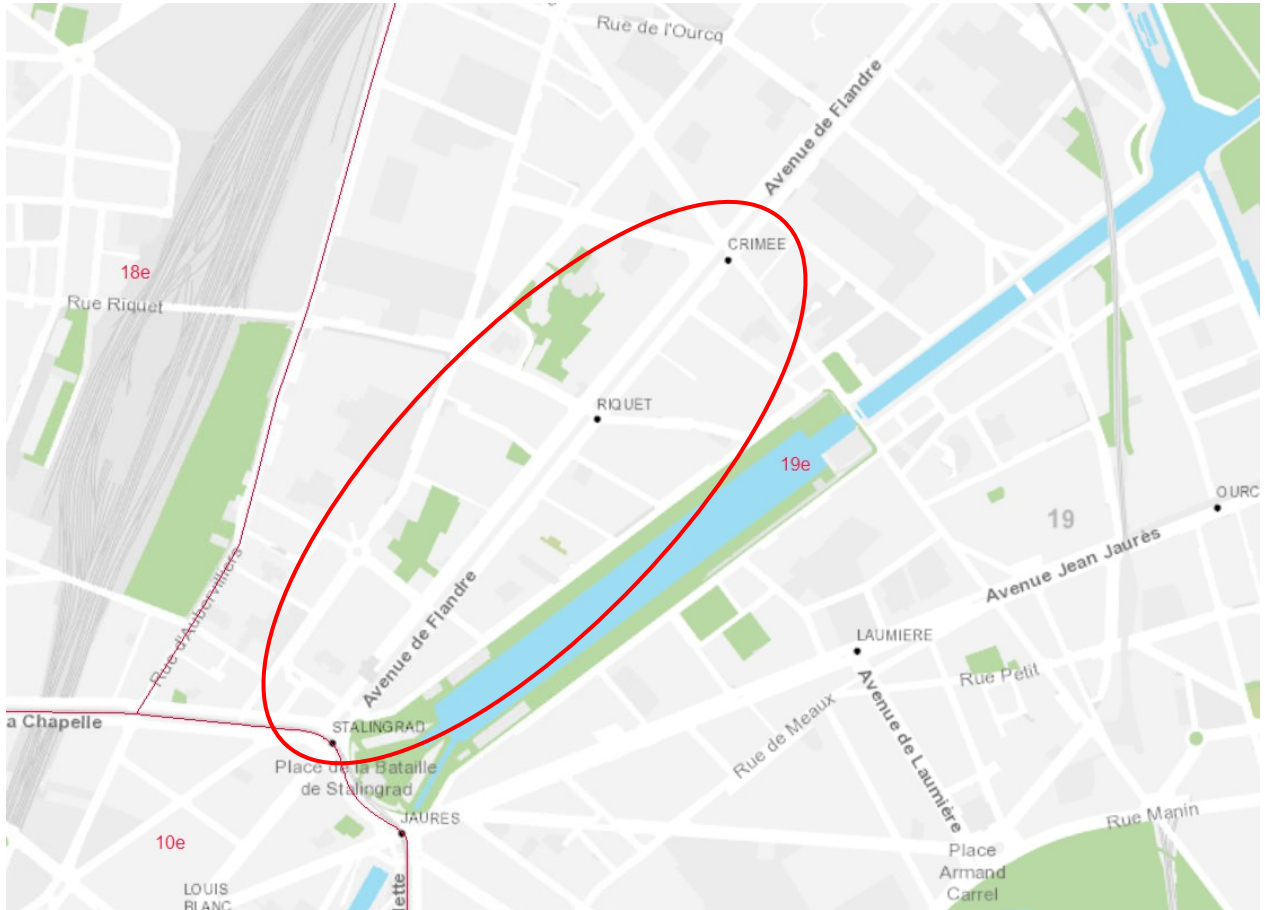 Rue de l'Ourcq
Avenue de Flandre
CRIMEE
18e
Rue Riquet
RIQUET
19e
OURC
19
Avenue Jean Jaurès
Rue d'Aubervilliers
Avenue de Flandre
LAUMIERE
Rue Petit
a Chapelle
STALINGRAD
Rue de Meaux
Avenue de Laumière
Place de la Bataille
de Stalingrad
JAURES
Rue Manin
10e
Place
Armand
Carrel
LOUIS
BLANC
lette